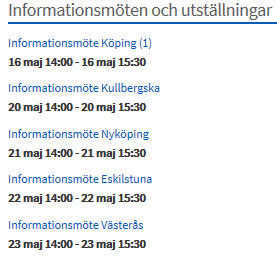 Informationsmöten och utställningar
Informationsmöte Köping (1)
16 maj 14:00 - 16 maj 15:30
Informationsmöte Kullbergska
20 maj 14:00 - 20 maj 15:30
Informationsmöte Nyköping
21 maj 14:00 - 21 maj 15:30
Informationsmöte Eskilstuna
22 maj 14:00 - 22 maj 15:30
Informationsmöte Västerås
23 maj 14:00 - 23 maj 15:30